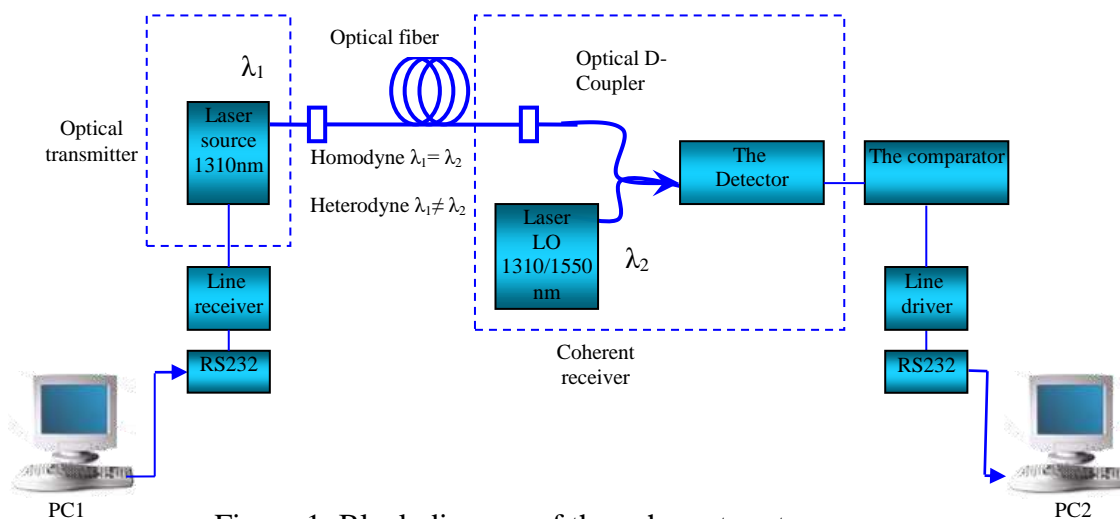 Optical fiber
Optical D-
Coupler
λ1
Laser
source
1310nm
Optical
transmitter
Homodyne λ1= λ2
Heterodyne λ1≠ λ2
The
Detector
The comparator
Laser
LO
1310/1550
nm
λ2
Line
receiver
Line
driver
Coherent
receiver
RS232
RS232
PC1
PC2